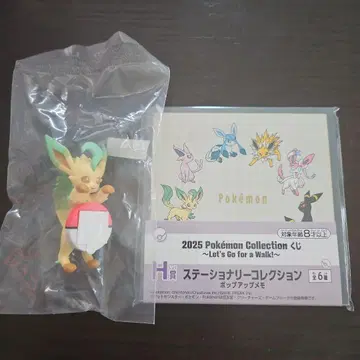 Pokémon
対象年齢8才以上
2025 Pokémon Collection くじ
~Let's Go for a Walk!~
H賞 ステーショナリーコレクション
ポップアップメモ
全6種